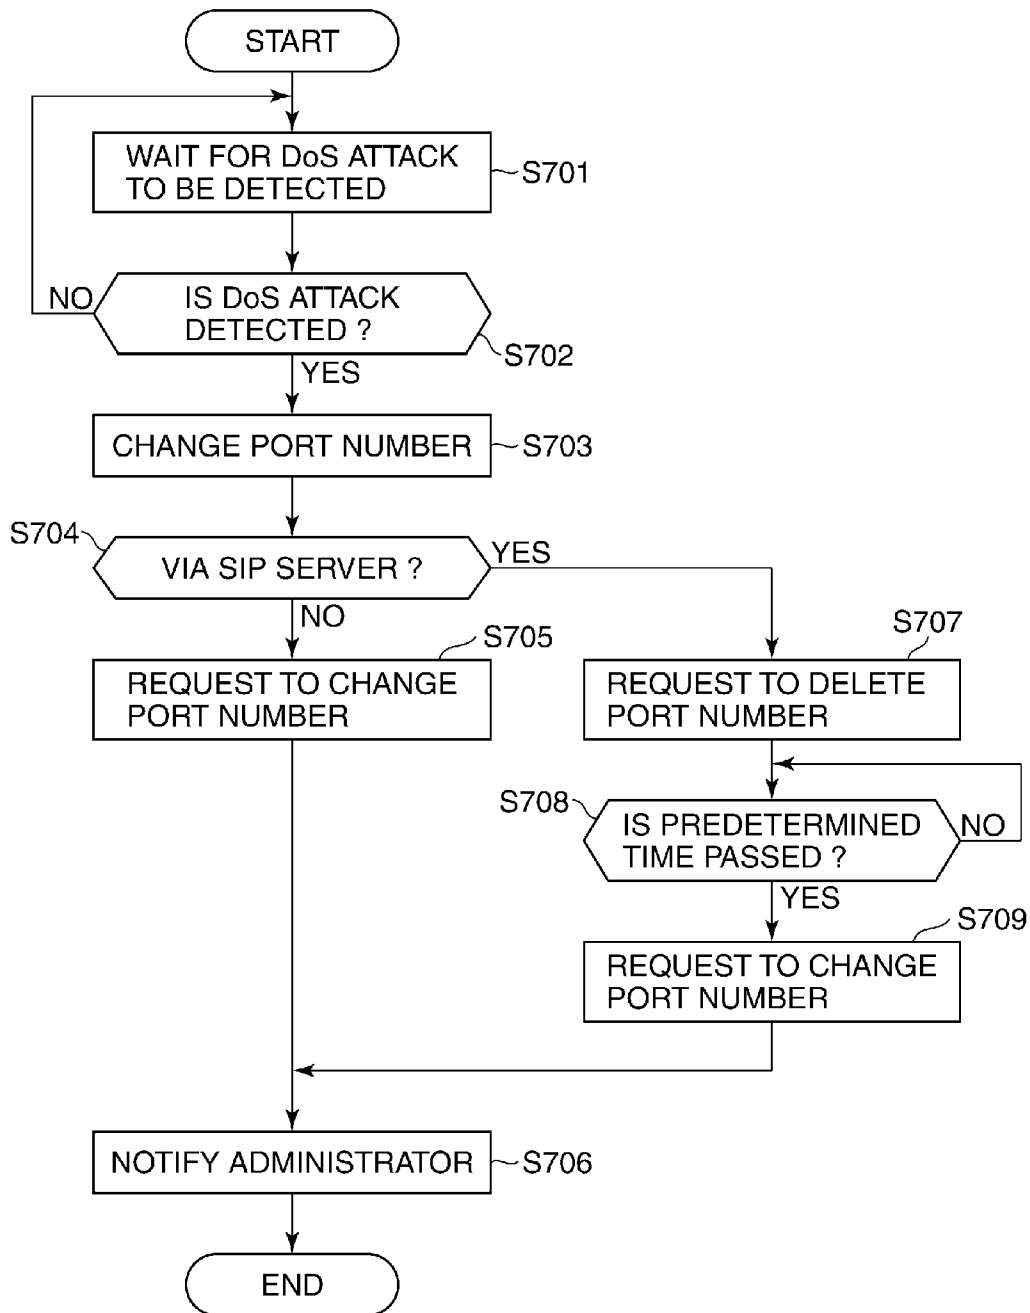 START
WAIT FOR DoS ATTACK
TO BE DETECTED
S701
IS DoS ATTACK
DETECTED ?
NO
S702
YES
CHANGE PORT NUMBER
S703
S704
VIA SIP SERVER ?
YES
NO
S705
REQUEST TO CHANGE
PORT NUMBER
S707
REQUEST TO DELETE
PORT NUMBER
S708
IS PREDETERMINED
TIME PASSED ?
NO
YES
S709
REQUEST TO CHANGE
PORT NUMBER
NOTIFY ADMINISTRATOR
S706
END